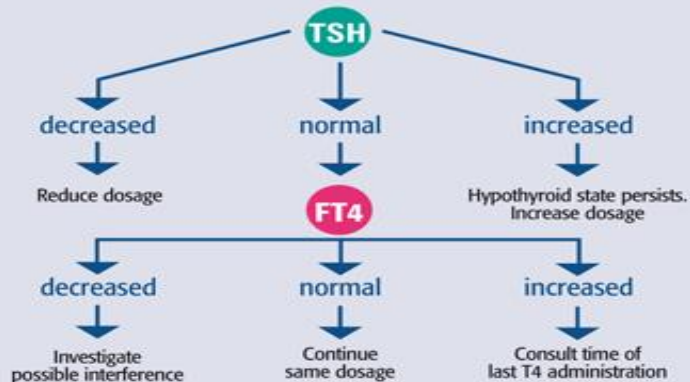 TSH
decreased
normal
increased
Reduce dosage
Hypothyroid state persists.
Increase dosage
FT4
decreased
normal
increased
Investigate
possible interference
Continue
same dosage
Consult time of
last T4 administration